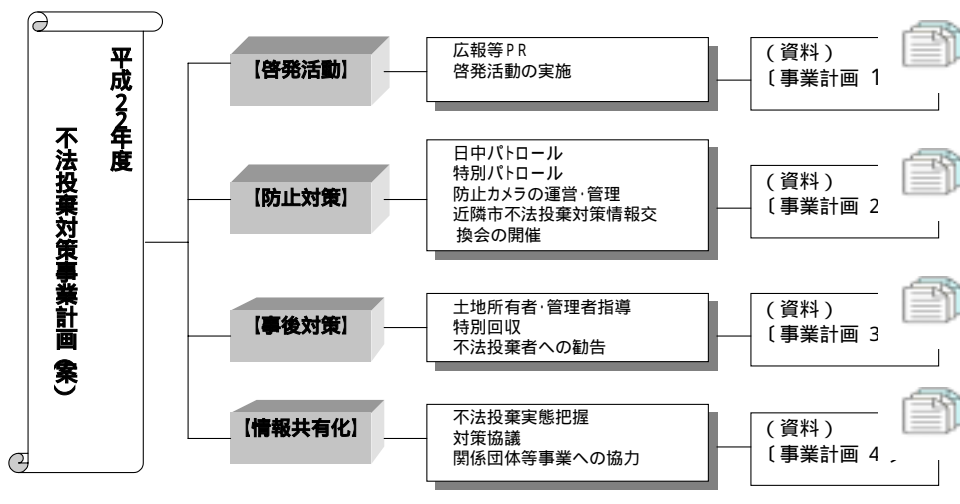 平成22年度
不法投棄対策事業計画(案)
【啓発活動】
広報等PR
啓発活動の実施
(資料)
〔事業計画 1
【防止対策】
日中パトロール
特別パトロール
防止カメラの運営・管理
近隣市不法投棄対策情報交
換会の開催
(資料)
〔事業計画 2
【事後対策】
土地所有者・管理者指導
特別回収
不法投棄者への勧告
(資料)
〔事業計画 3
【情報共有化】
不法投棄実態把握
対策協議
関係団体等事業への協力
(資料)
〔事業計画 4